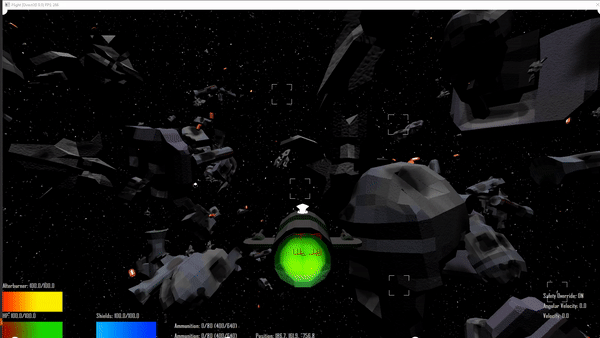 Afterburner: 100.0/100.0
HP: 100.0/100.0
Shields: 100.0/100.0
Ammunition: 0/80 (400/640)
Ammunition: 0/80 (400/640)
Safety Override: ON
Angular Velocity: 0.0
Velocity: 0.0